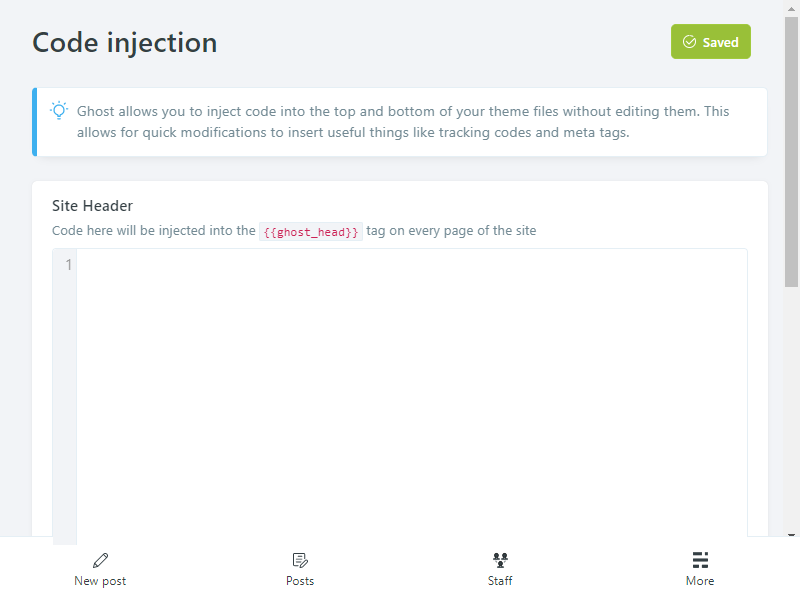 Code injection
Saved
Ghost allows you to inject code into the top and bottom of your theme files without editing them. This
allows for quick modifications to insert useful things like tracking codes and meta tags.
Site Header
Code here will be injected into the {{ghost_head}} tag on every page of the site
1
New post
Posts
Staff
More